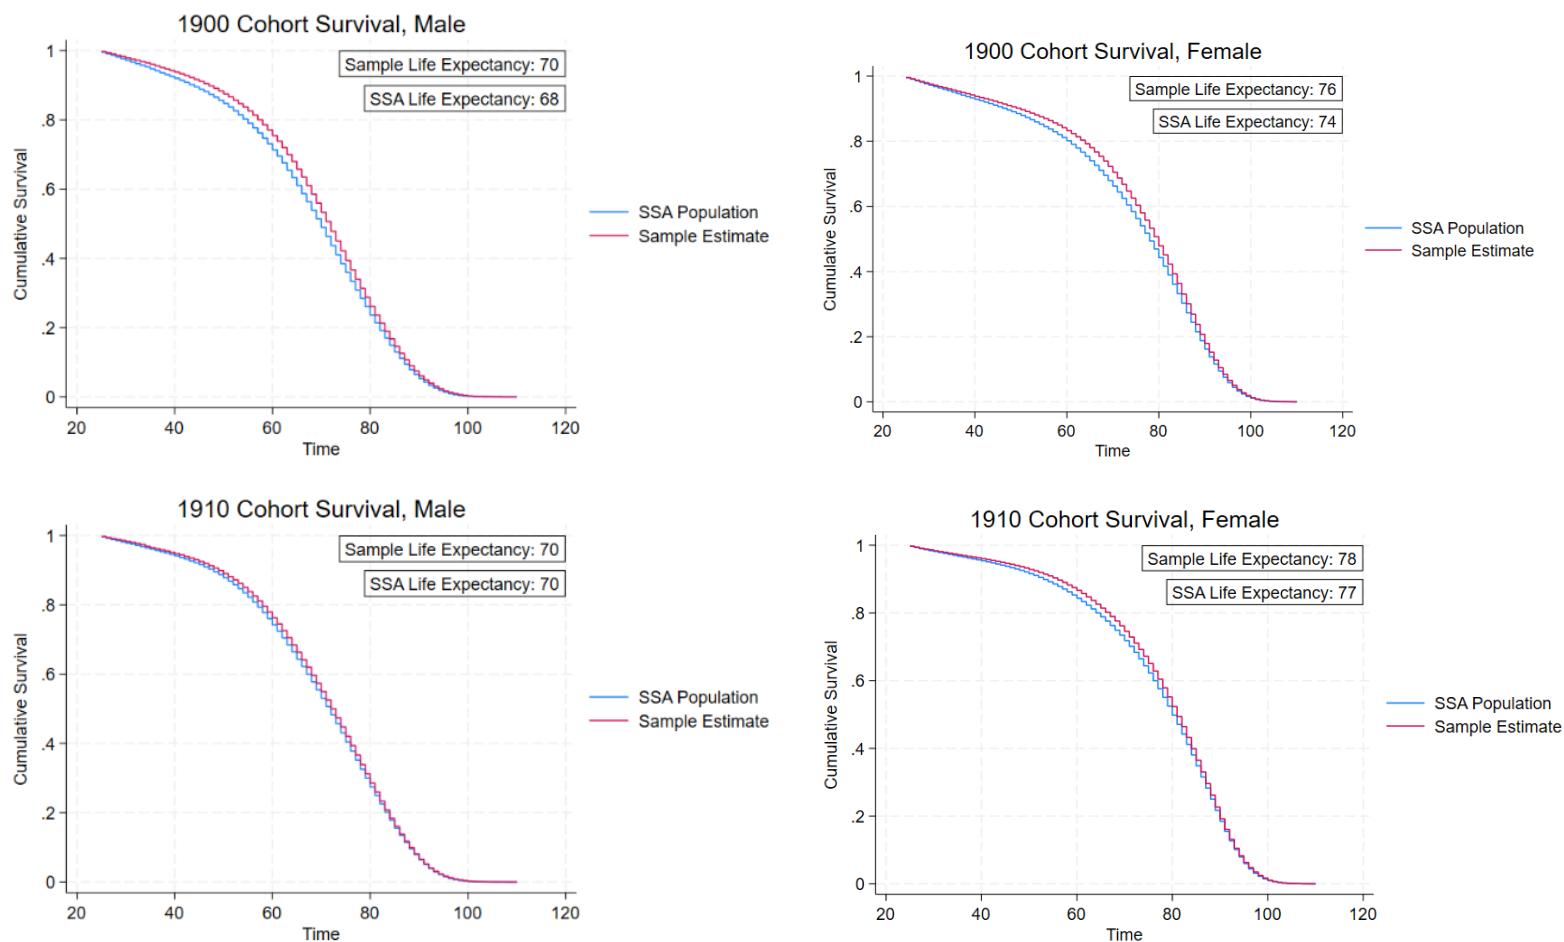 1900 Cohort Survival, Male
Sample Life Expectancy: 70
SSA Life Expectancy: 68
1
.8
.6
.4
.2
0
Cumulative Survival
20 40 60 80 100 120
Time
SSA Population
Sample Estimate
1900 Cohort Survival, Female
Sample Life Expectancy: 76
SSA Life Expectancy: 74
1
.8
.6
.4
.2
0
Cumulative Survival
20 40 60 80 100 120
Time
SSA Population
Sample Estimate
1910 Cohort Survival, Male
Sample Life Expectancy: 70
SSA Life Expectancy: 70
1
.8
.6
.4
.2
0
Cumulative Survival
20 40 60 80 100 120
Time
SSA Population
Sample Estimate
1910 Cohort Survival, Female
Sample Life Expectancy: 78
SSA Life Expectancy: 77
1
.8
.6
.4
.2
0
Cumulative Survival
20 40 60 80 100 120
Time
SSA Population
Sample Estimate